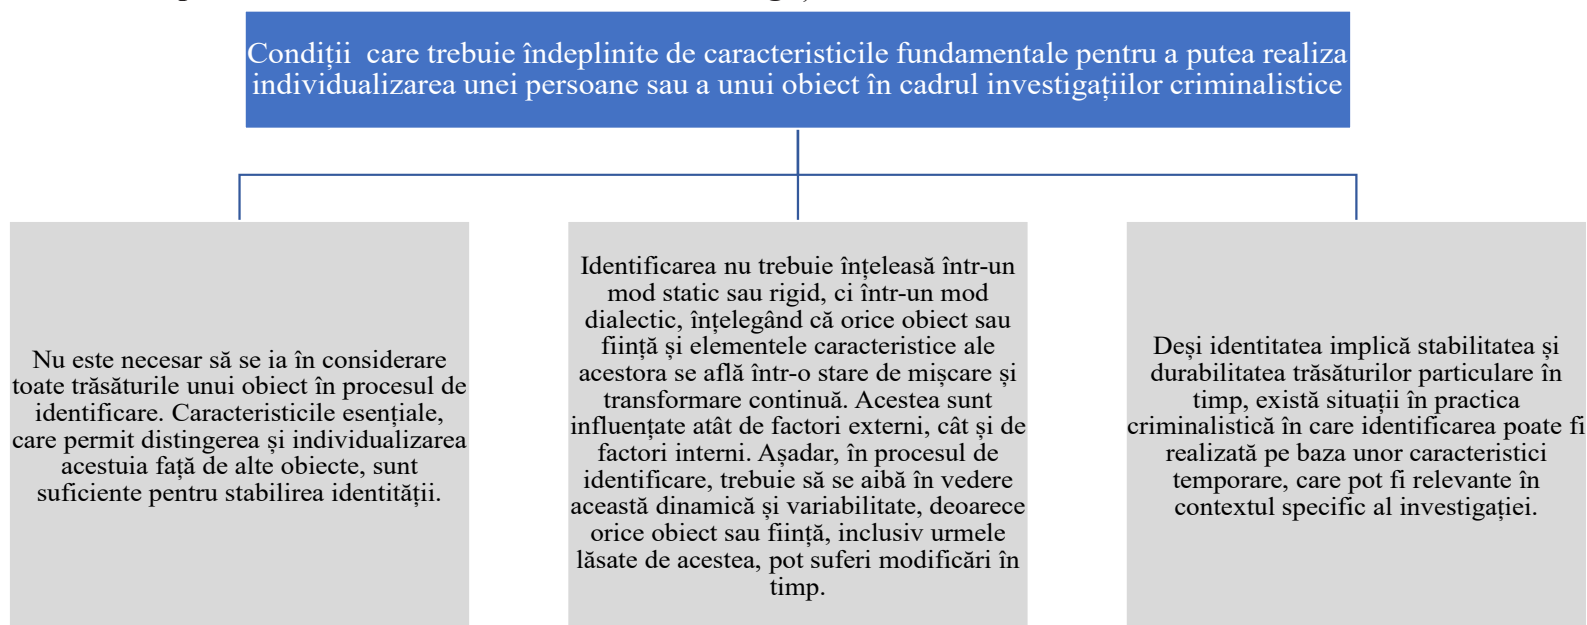 Condiții  care trebuie îndeplinite de caracteristicile fundamentale pentru a putea realiza
individualizarea unei persoane sau a unui obiect în cadrul investigațiilor criminalistice
Nu este necesar să se ia în considerare
toate trăsăturile unui obiect în procesul de
identificare. Caracteristicile esențiale,
care permit distingerea și individualizarea
acestuia față de alte obiecte, sunt
suficiente pentru stabilirea identității.
Identificarea nu trebuie înțeleasă într-un
mod static sau rigid, ci într-un mod
dialectic, înțelegând că orice obiect sau
ființă și elementele caracteristice ale
acestora se află într-o stare de mișcare și
transformare continuă. Acestea sunt
influențate atât de factori externi, cât și de
factori interni. Așadar, în procesul de
identificare, trebuie să se aibă în vedere
această dinamică și variabilitate, deoarece
orice obiect sau ființă, inclusiv urmele
lăsate de acestea, pot suferi modificări în
timp.
Deși identitatea implică stabilitatea și
durabilitatea trăsăturilor particulare în
timp, există situații în practica
criminalistică în care identificarea poate fi
realizată pe baza unor caracteristici
temporare, care pot fi relevante în
contextul specific al investigației.